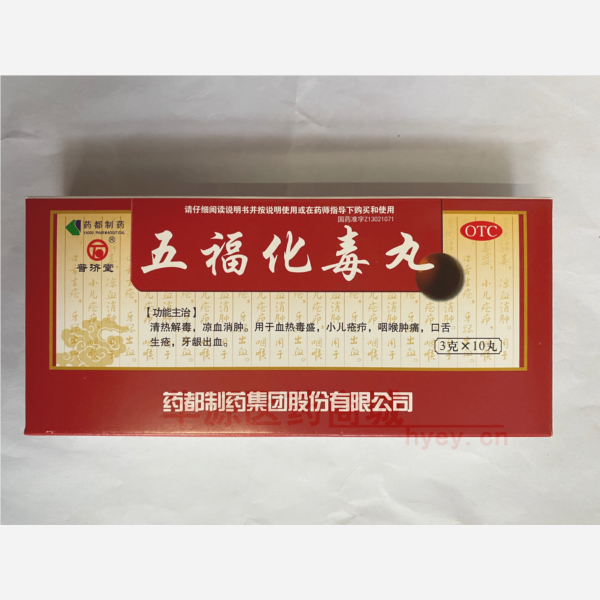 请仔细阅读说明书并按说明使用或在药师指导下购买和使用
国药准字Z13021071
药都制药
YAODU PHARMACEUTICAL
®
普济堂
五福化毒丸
OTC
【功能主治】
清热解毒,凉血消肿。用于血热毒盛,小儿疮疖,咽喉肿痛,口舌
生疮,牙龈出血。
3克×10丸
药都制药集团股份有限公司
hyey.cn